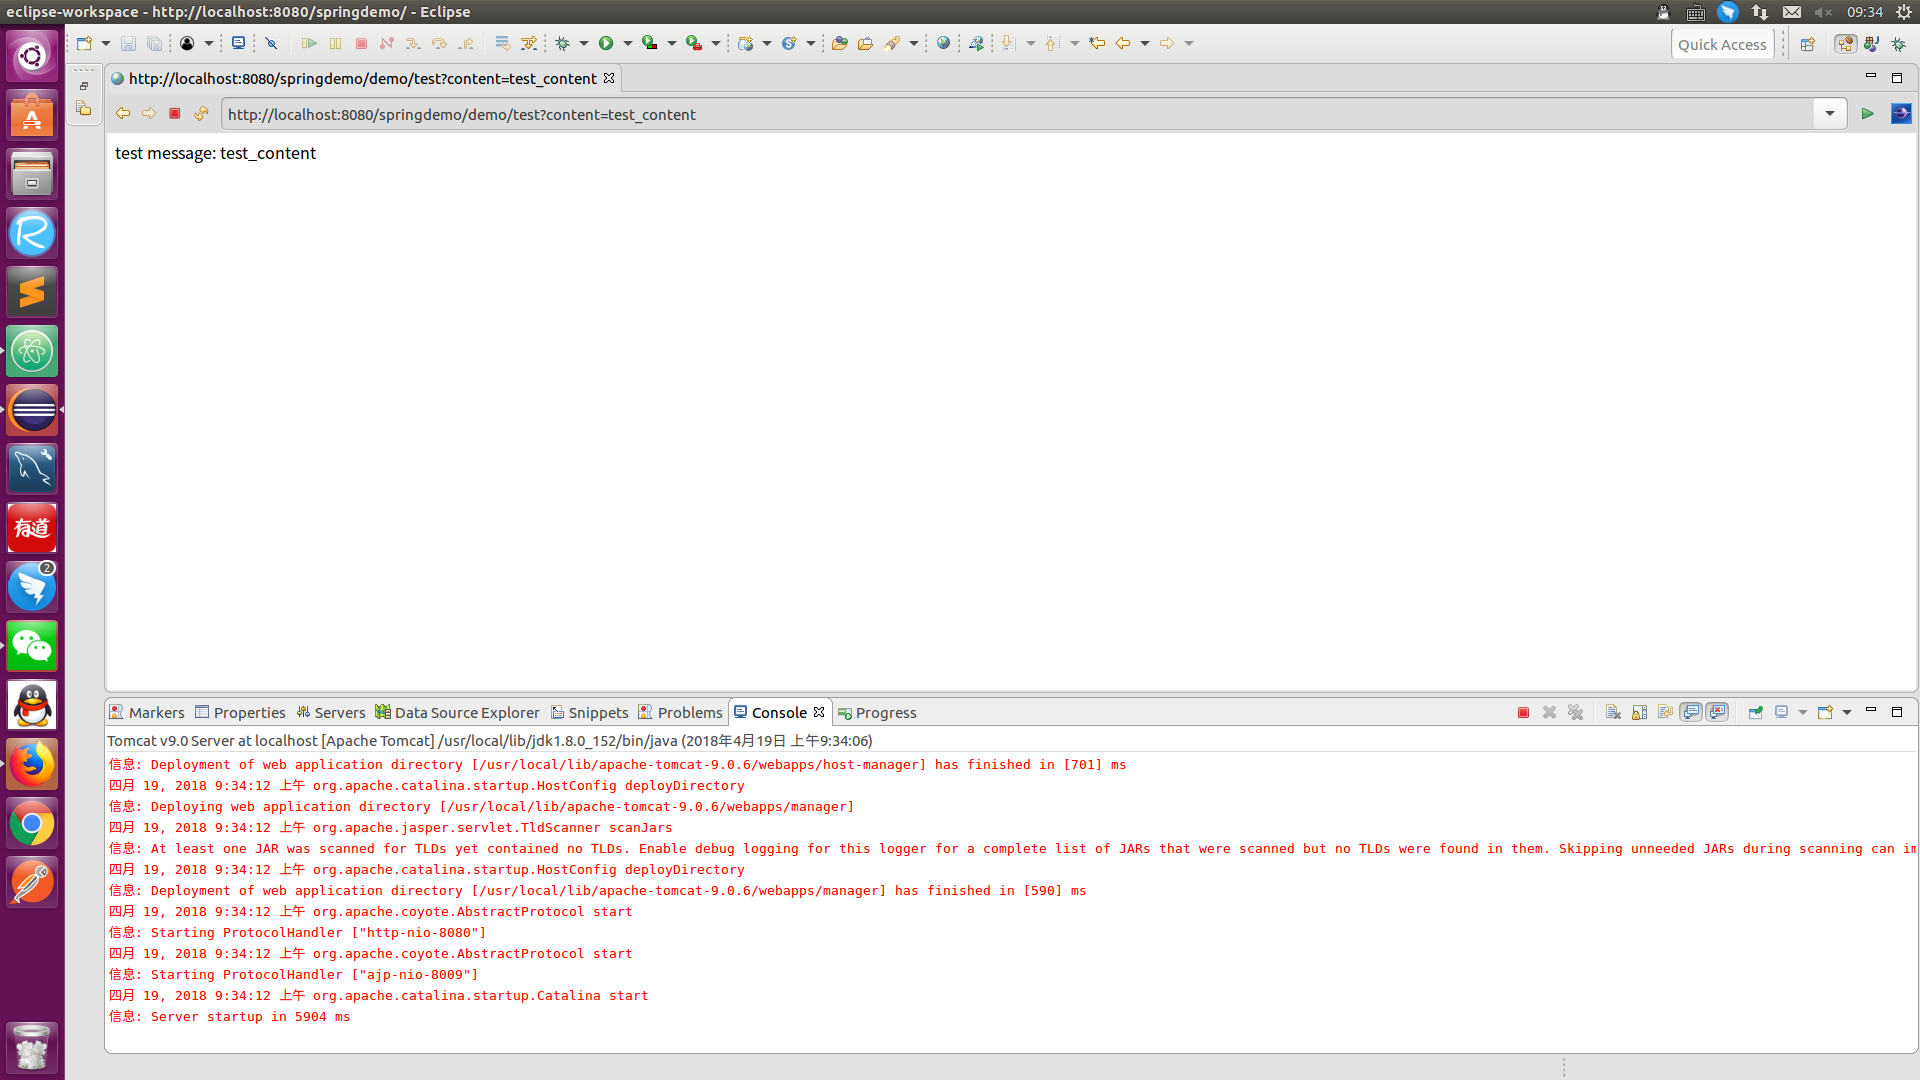 eclipse-workspace - http://localhost:8080/springdemo/ - Eclipse
09:34
Quick Access
http://localhost:8080/springdemo/demo/test?content=test_content
http://localhost:8080/springdemo/demo/test?content=test_content
test message: test_content
有道
2
Markers Properties Servers Data Source Explorer Snippets Problems Console Progress
Tomcat v9.0 Server at localhost [Apache Tomcat] /usr/local/lib/jdk1.8.0_152/bin/java (2018年4月19日 上午9:34:06)
信息: Deployment of web application directory [/usr/local/lib/apache-tomcat-9.0.6/webapps/host-manager] has finished in [701] ms
四月 19, 2018 9:34:12 上午 org.apache.catalina.startup.HostConfig deployDirectory
信息: Deploying web application directory [/usr/local/lib/apache-tomcat-9.0.6/webapps/manager]
四月 19, 2018 9:34:12 上午 org.apache.jasper.servlet.TldScanner scanJars
信息: At least one JAR was scanned for TLDs yet contained no TLDs. Enable debug logging for this logger for a complete list of JARs that were scanned but no TLDs were found in them. Skipping unneeded JARs during scanning can im
四月 19, 2018 9:34:12 上午 org.apache.catalina.startup.HostConfig deployDirectory
信息: Deployment of web application directory [/usr/local/lib/apache-tomcat-9.0.6/webapps/manager] has finished in [590] ms
四月 19, 2018 9:34:12 上午 org.apache.coyote.AbstractProtocol start
信息: Starting ProtocolHandler ["http-nio-8080"]
四月 19, 2018 9:34:12 上午 org.apache.coyote.AbstractProtocol start
信息: Starting ProtocolHandler ["ajp-nio-8009"]
四月 19, 2018 9:34:12 上午 org.apache.catalina.startup.Catalina start
信息: Server startup in 5904 ms